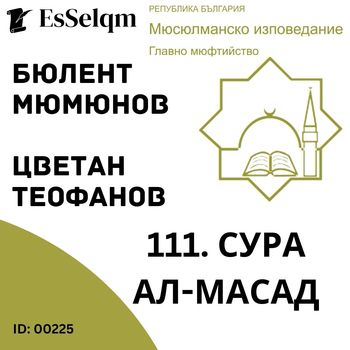 EsSelqm
РЕПУБЛИКА БЪЛГАРИЯ
Мюсюлманско изповедание
Главно мюфтийство
БЮЛЕНТ
МЮМЮНОВ
ЦВЕТАН
ТЕОФАНОВ
111. СУРА
АЛ-МАСАД
ID: 00225